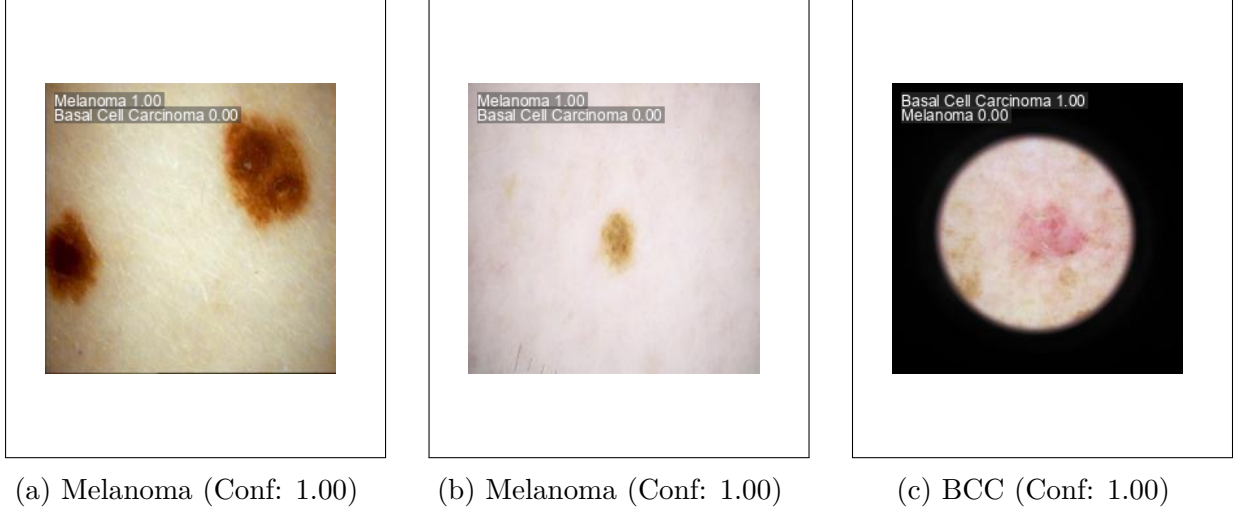 Melanoma 1.00
Basal Cell Carcinoma 0.00
Melanoma 1.00
Basal Cell Carcinoma 0.00
Basal Cell Carcinoma 1.00
Melanoma 0.00
(a) Melanoma (Conf: 1.00)
(b) Melanoma (Conf: 1.00)
(c) BCC (Conf: 1.00)